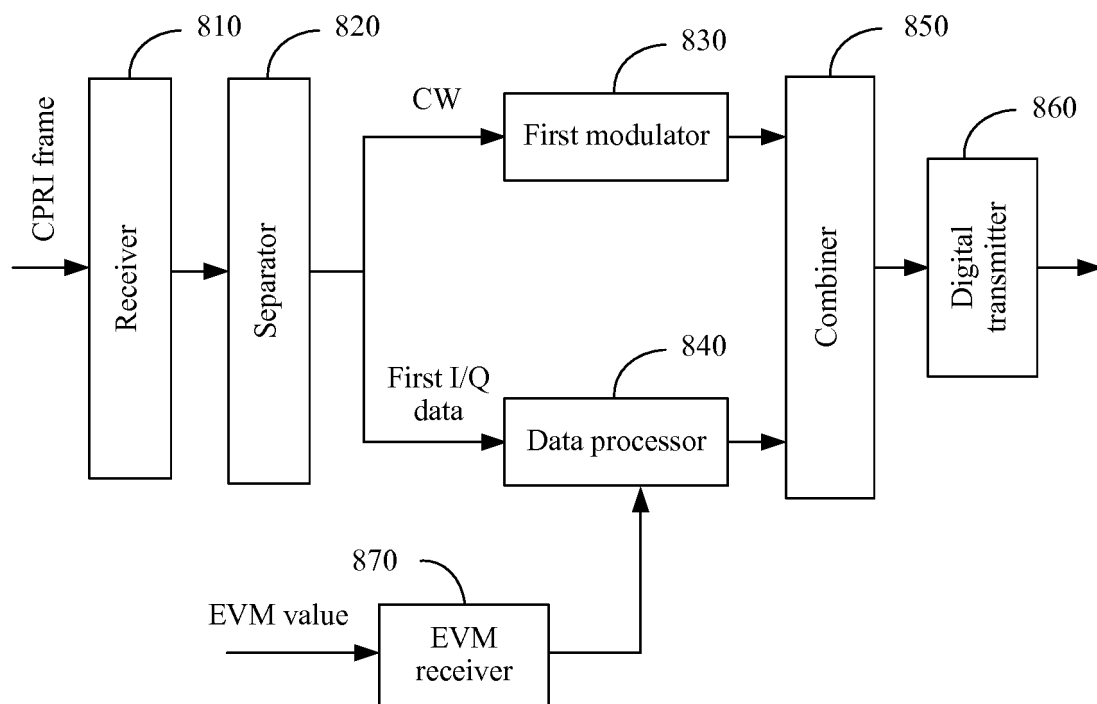 810
820
830
850
860
CPRI frame
Receiver
Separator
CW
First modulator
Combiner
Digital
transmitter
First I/Q
data
840
Data processor
870
EVM value
EVM
receiver